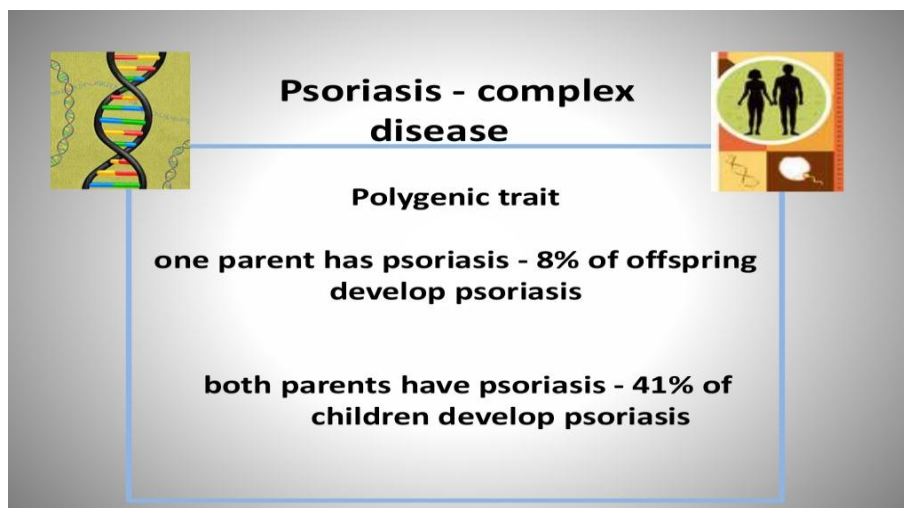 Psoriasis - complex
disease
Polygenic trait
one parent has psoriasis - 8% of offspring
develop psoriasis
both parents have psoriasis - 41% of
children develop psoriasis